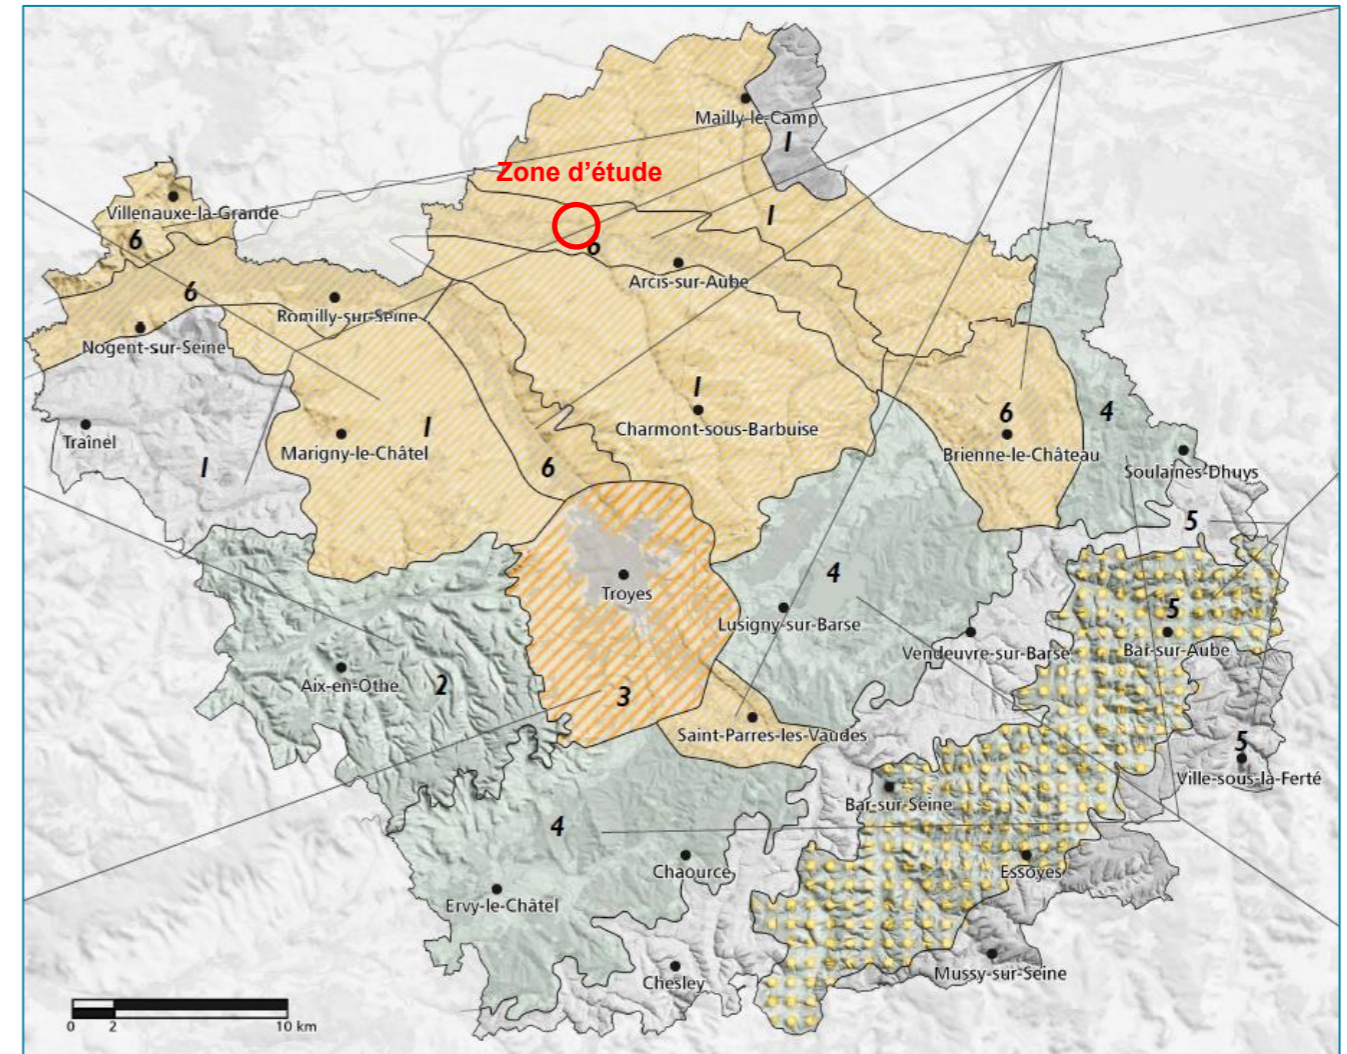 Mailly-le-Camp
1
Zone d'étude
Villenauxe-la-Grande
1
6
6
Arcis-sur-Aube
6
Romilly-sur-Seine
Nogent-sur-Seine
1
6
4
Charmont-sous-Barbuise
Traînel
Marigny-le-Châtel
1
Brienne-le-Château
1
6
Soulaines-Dhuys
5
4
Troyes
Lusigny-sur-Barse
5
Vendeuvre-sur-Barse
Bar-sur-Aube
Aix-en-Othe
2
3
Saint-Parres-les-Vaudes
5
Ville-sous-la-Ferté
Bar-sur-Seine
4
Chaource
Essoyes
Ervy-le-Châtel
Chesley
Mussy-sur-Seine
0 2 10 km